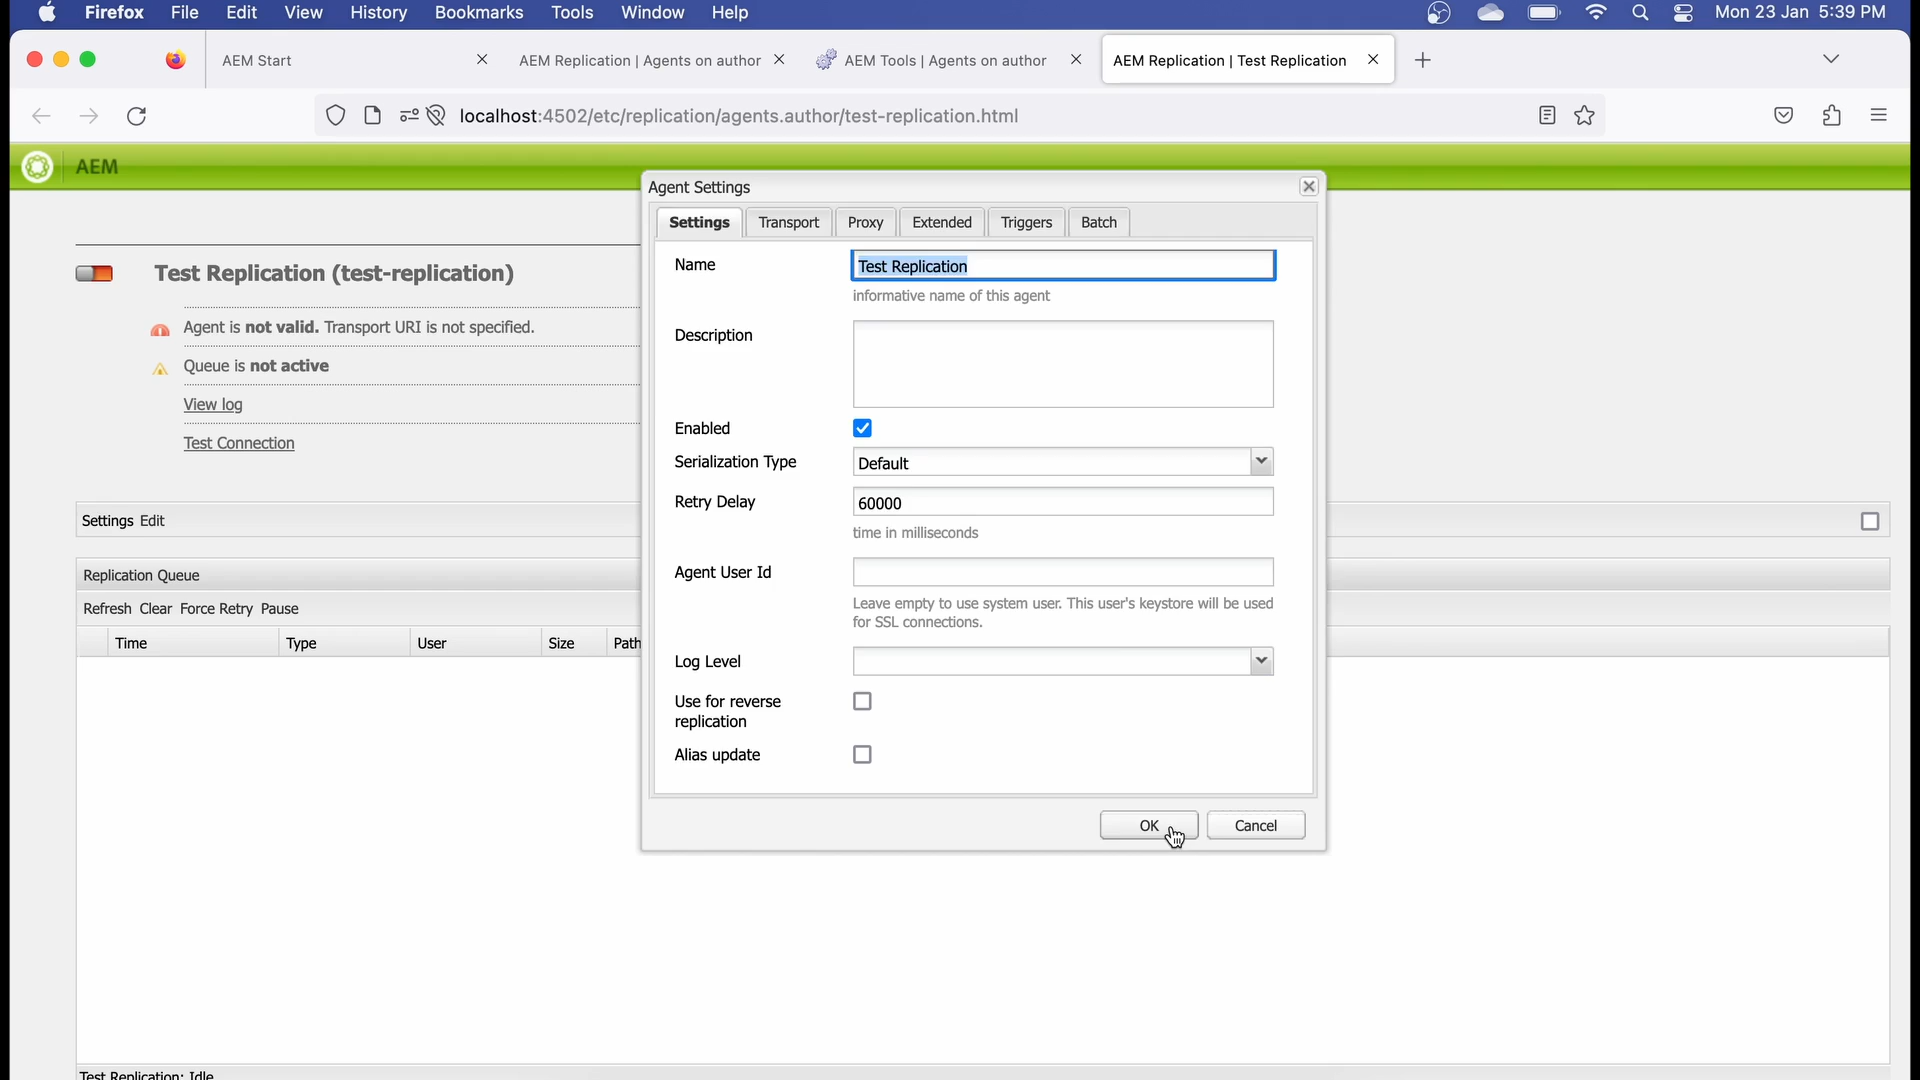 Firefox File Edit View History Bookmarks Tools Window Help Mon 23 Jan 5:39 PM
AEM Start AEM Replication | Agents on author AEM Tools | Agents on author AEM Replication | Test Replication
localhost:4502/etc/replication/agents.author/test-replication.html
AEM
Agent Settings
Settings Transport Proxy Extended Triggers Batch
Name Test Replication
informative name of this agent
Description
Enabled
Serialization Type Default
Retry Delay 60000
time in milliseconds
Agent User Id
Leave empty to use system user. This user's keystore will be used
for SSL connections.
Log Level
Use for reverse
replication
Alias update
OK Cancel
Test Replication (test-replication)
Agent is not valid. Transport URI is not specified.
Queue is not active
View log
Test Connection
Settings Edit
Replication Queue
Refresh Clear Force Retry Pause
Time Type User Size Path
Test Replication: Idle